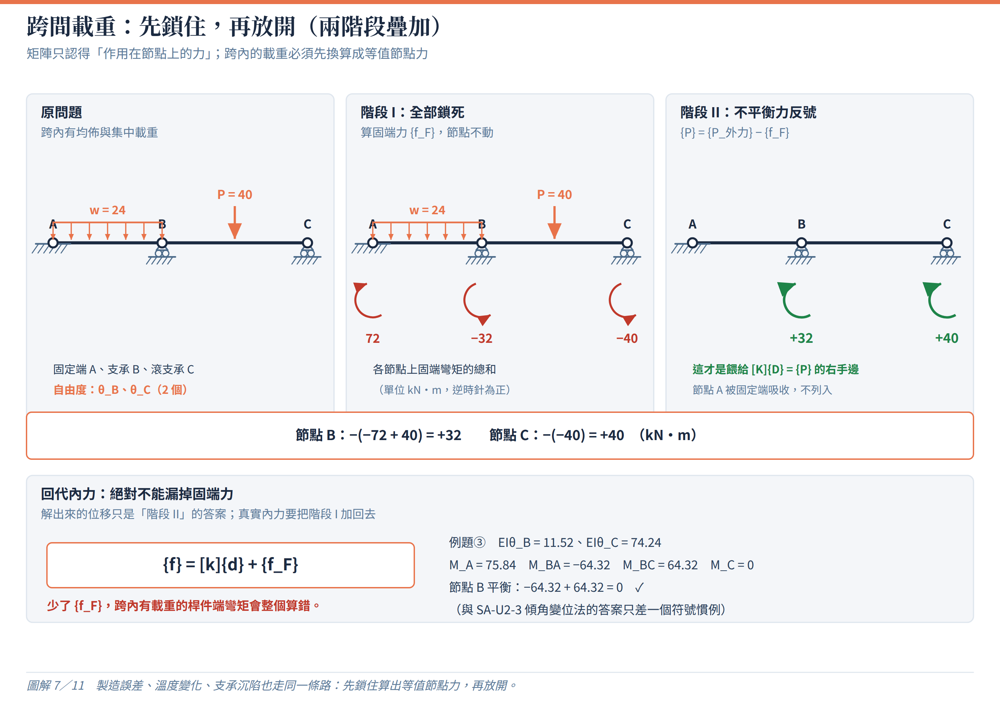 跨間載重：先鎖住，再放開（兩階段疊加）
矩陣只認得「作用在節點上的力」；跨內的載重必須先換算成等值節點力
原問題
跨內有均佈與集中載重
P = 40
w = 24
A
B
C
固定端 A、支承 B、滾支承 C
自由度：θ_B、θ_C（2 個）
階段 I：全部鎖死
算固端力 {f_F}，節點不動
P = 40
w = 24
A
B
C
72
−32
−40
各節點上固端彎矩的總和
（單位 kN·m，逆時針為正）
階段 II：不平衡力反號
{P} = {P_外力} − {f_F}
A
B
C
+32
+40
這才是餵給 [K]{D} = {P} 的右手邊
節點 A 被固定端吸收，不列入
節點 B：−(−72 + 40) = +32　　節點 C：−(−40) = +40　（kN·m）
回代內力：絕對不能漏掉固端力
解出來的位移只是「階段 II」的答案；真實內力要把階段 I 加回去
{f} = [k]{d} + {f_F}
少了 {f_F}，跨內有載重的桿件端彎矩會整個算錯。
例題③　EIθ_B = 11.52、EIθ_C = 74.24
M_A = 75.84　M_BA = −64.32　M_BC = 64.32　M_C = 0
節點 B 平衡：−64.32 + 64.32 = 0　✓
（與 SA-U2-3 傾角變位法的答案只差一個符號慣例）
圖解 7／11　製造誤差、溫度變化、支承沉陷也走同一條路：先鎖住算出等值節點力，再放開。